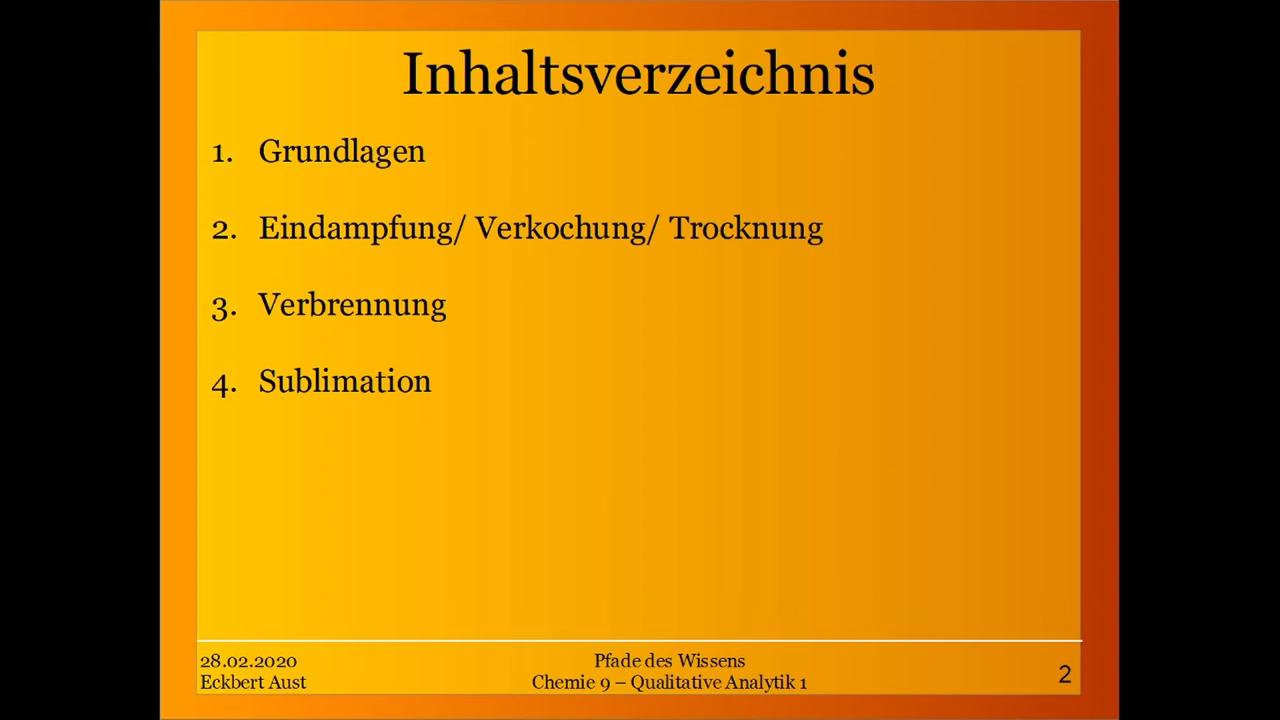 Inhaltsverzeichnis
1. Grundlagen
2. Eindampfung/ Verkochung/ Trocknung
3. Verbrennung
4. Sublimation
28.02.2020
Eckbert Aust
Pfade des Wissens
Chemie 9 – Qualitative Analytik 1
2